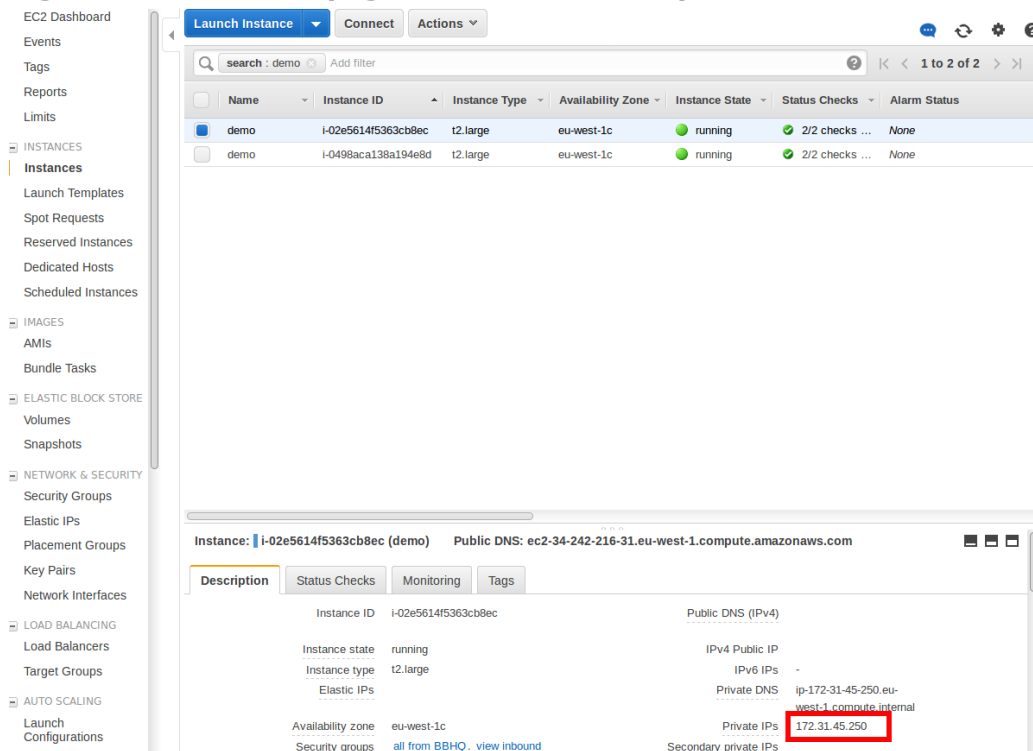 EC2 Dashboard
Events
Tags
Reports
Limits
INSTANCES
Instances
Launch Templates
Spot Requests
Reserved Instances
Dedicated Hosts
Scheduled Instances
IMAGES
AMIs
Bundle Tasks
ELASTIC BLOCK STORE
Volumes
Snapshots
NETWORK & SECURITY
Security Groups
Elastic IPs
Placement Groups
Key Pairs
Network Interfaces
LOAD BALANCING
Load Balancers
Target Groups
AUTO SCALING
Launch
Configurations
Launch Instance Connect Actions
search : demo Add filter 1 to 2 of 2
Name Instance ID Instance Type Availability Zone Instance State Status Checks Alarm Status
demo i-02e5614f5363cb8ec t2.large eu-west-1c running 2/2 checks ... None
demo i-0498aca138a194e8d t2.large eu-west-1c running 2/2 checks ... None
Instance: i-02e5614f5363cb8ec (demo) Public DNS: ec2-34-242-216-31.eu-west-1.compute.amazonaws.com
Description Status Checks Monitoring Tags
Instance ID i-02e5614f5363cb8ec Public DNS (IPv4)
Instance state running IPv4 Public IP
Instance type t2.large IPv6 IPs -
Elastic IPs Private DNS ip-172-31-45-250.eu-
west-1.compute.internal
Availability zone eu-west-1c Private IPs 172.31.45.250
Security groups all from BBHQ. view inbound Secondary private IPs